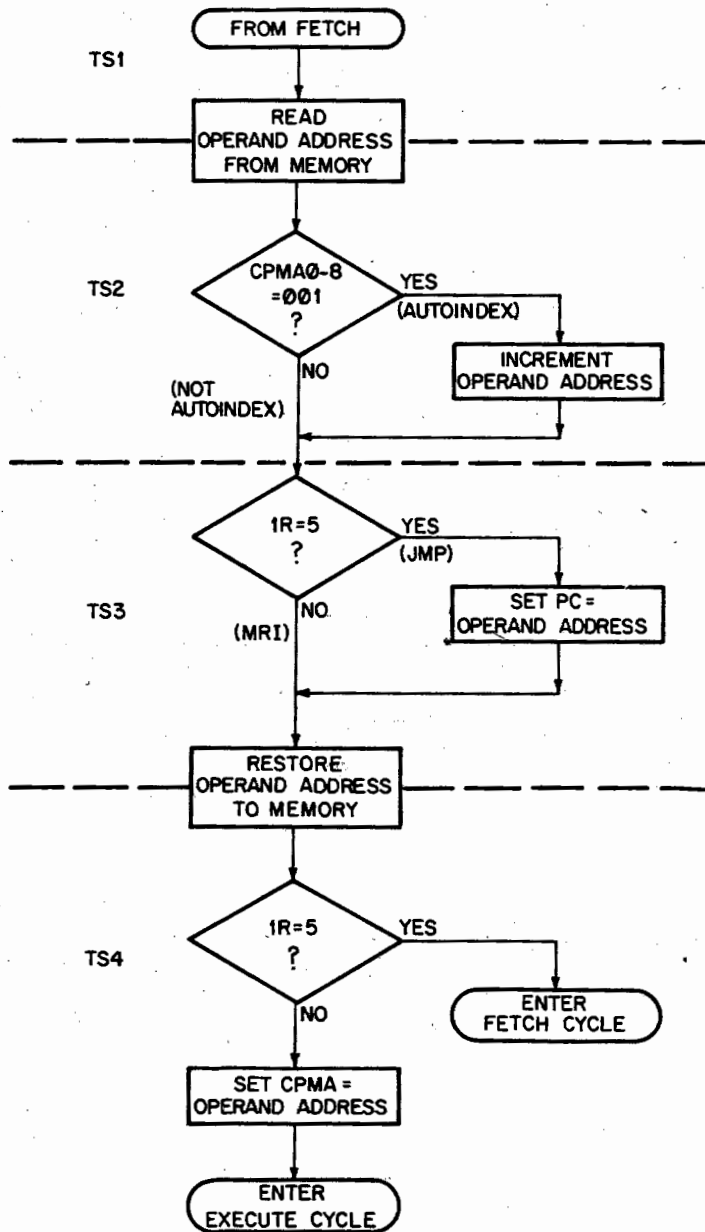 FROM FETCH
TS1
READ
OPERAND ADDRESS
FROM MEMORY
CPMAØ-8
=001
?
YES
(AUTOINDEX)
TS2
INCREMENT
OPERAND ADDRESS
NO
(NOT
AUTOINDEX)
IR=5
?
YES
(JMP)
TS3
SET PC=
OPERAND ADDRESS
NO
(MRI)
RESTORE
OPERAND ADDRESS
TO MEMORY
IR=5
?
YES
TS4
ENTER
FETCH CYCLE
NO
SET CPMA=
OPERAND ADDRESS
ENTER
EXECUTE CYCLE